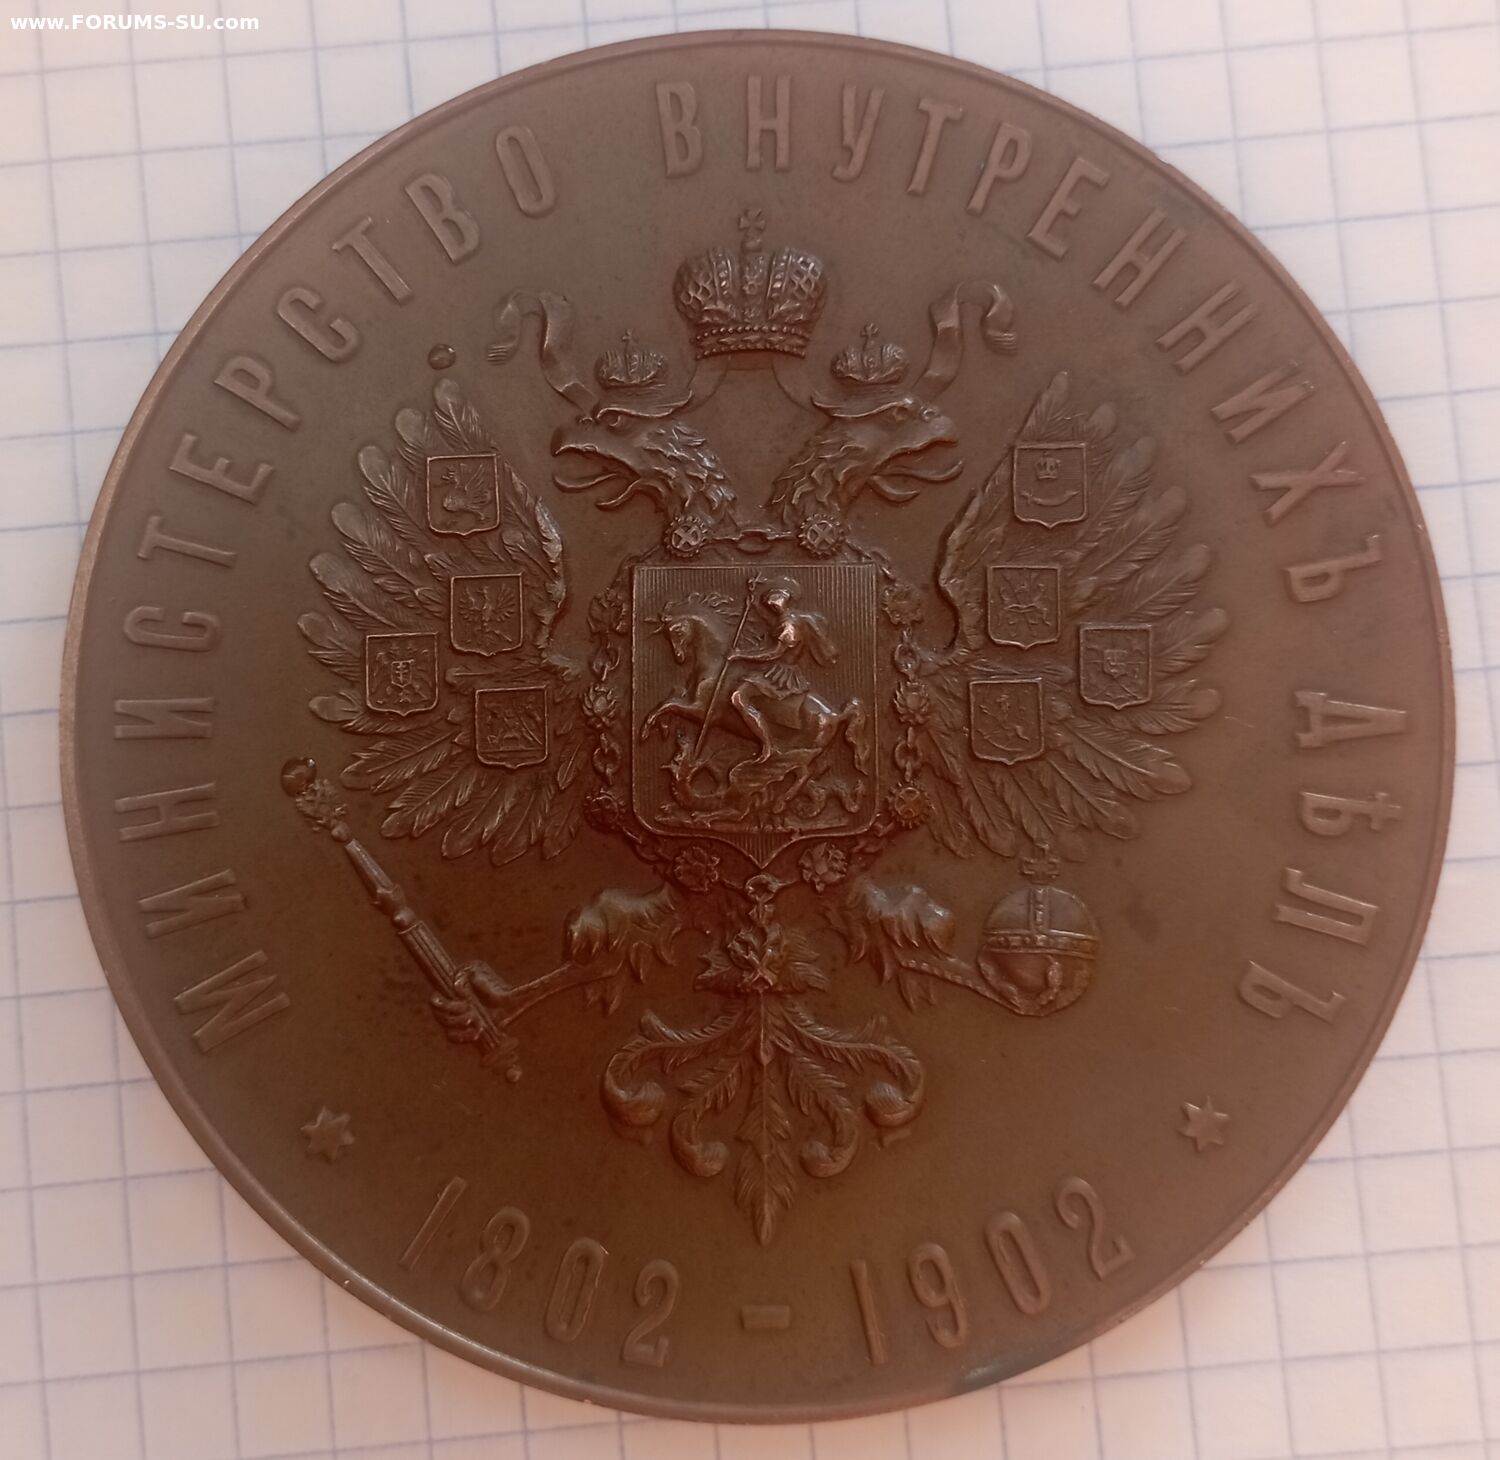 www.FORUMS-SU.com
МИНИСТЕРСТВО ВНУТРЕННИХЪ ДѢЛЪ
1802 - 1902